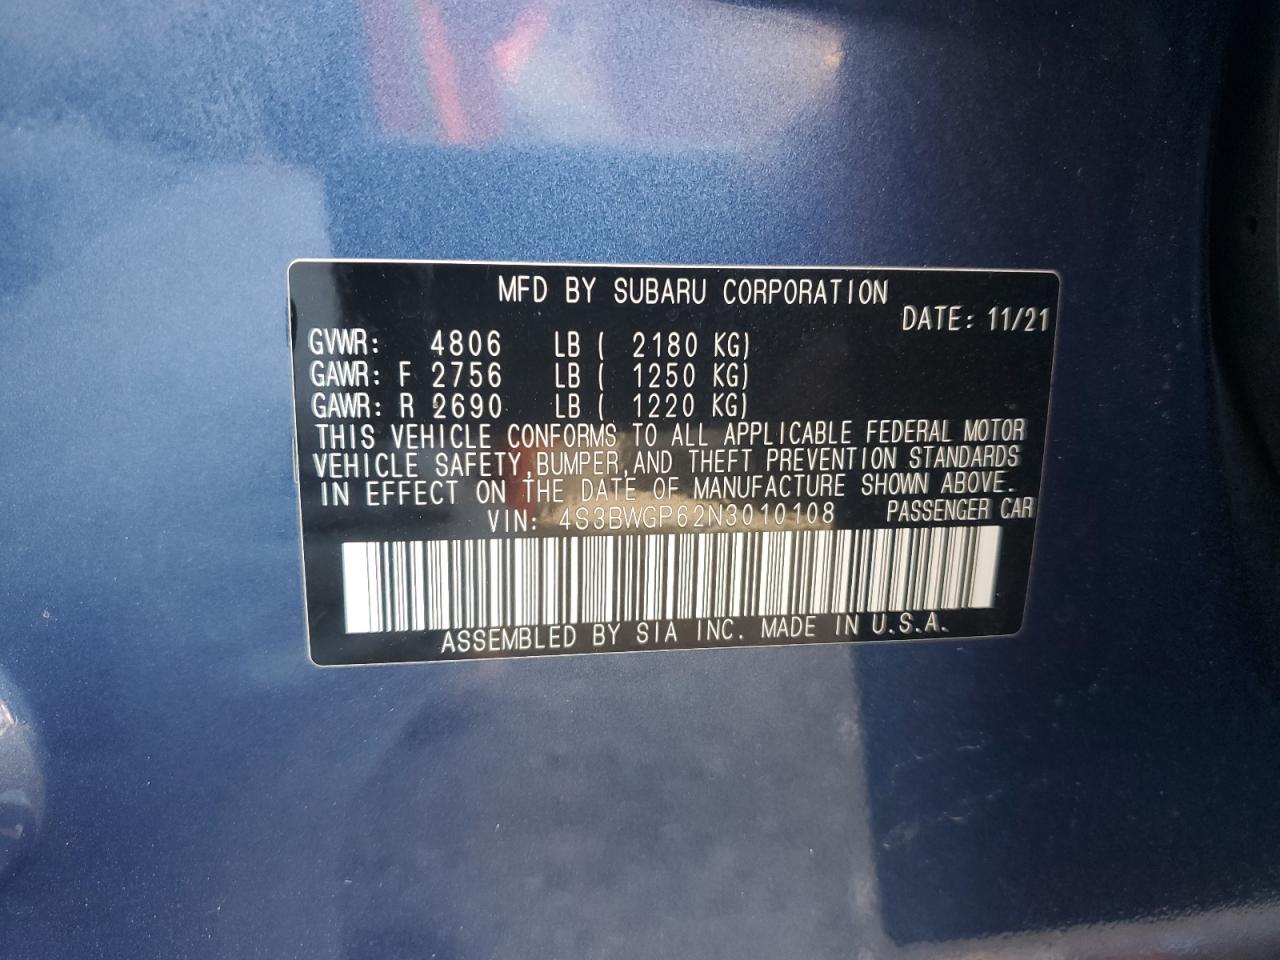 MFD BY SUBARU CORPORATION
DATE: 11/21
GVWR: 4806 LB ( 2180 KG)
GAWR: F 2756 LB ( 1250 KG)
GAWR: R 2690 LB ( 1220 KG)
THIS VEHICLE CONFORMS TO ALL APPLICABLE FEDERAL MOTOR
VEHICLE SAFETY,BUMPER,AND THEFT PREVENTION STANDARDS
IN EFFECT ON THE DATE OF MANUFACTURE SHOWN ABOVE.
VIN: 4S3BWGP62N3010108 PASSENGER CAR
ASSEMBLED BY SIA INC. MADE IN U.S.A.